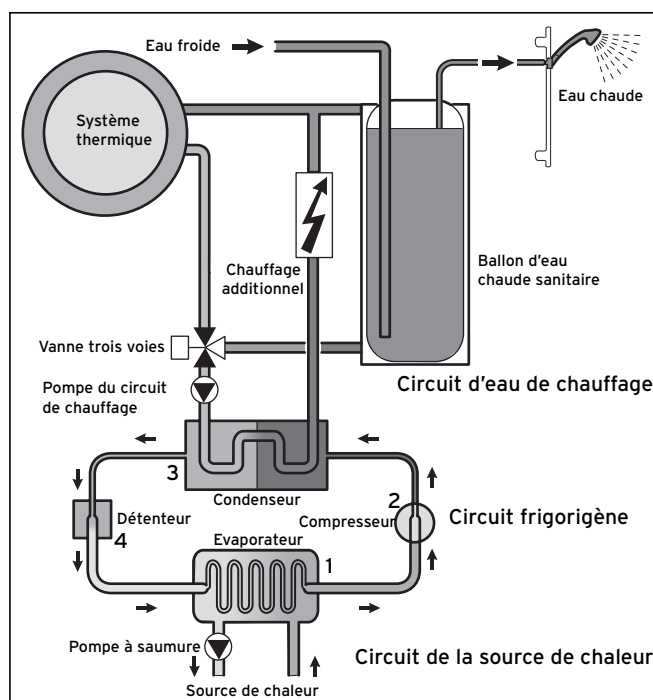 Eau froide
Eau chaude
Système
thermique
Chauffage
additionnel
Ballon d'eau
chaude sanitaire
Vanne trois voies
Circuit d'eau de chauffage
Pompe du circuit
de chauffage
3
Condenseur
2
Compresseur
Circuit frigorigène
Détenteur
4
Evaporateur
1
Pompe à saumure
Circuit de la source de chaleur
Source de chaleur